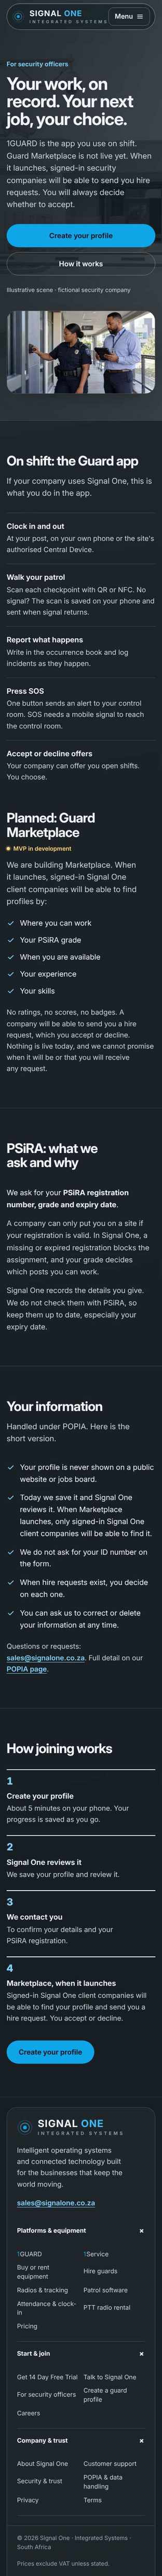 SIGNAL ONE
INTEGRATED SYSTEMS
Menu
For security officers
Your work, on
record. Your next
job, your choice.
1GUARD is the app you use on shift.
Guard Marketplace is not live yet. When
it launches, signed-in security
companies will be able to send you hire
requests. You will always decide
whether to accept.
Create your profile
How it works
Illustrative scene · fictional security company
On shift: the Guard app
If your company uses Signal One, this is
what you do in the app.
Clock in and out
At your post, on your own phone or the site's
authorised Central Device.
Walk your patrol
Scan each checkpoint with QR or NFC. No
signal? The scan is saved on your phone and
sent when signal returns.
Report what happens
Write in the occurrence book and log
incidents as they happen.
Press SOS
One button sends an alert to your control
room. SOS needs a mobile signal to reach
the control room.
Accept or decline offers
Your company can offer you open shifts.
You choose.
Planned: Guard
Marketplace
MVP in development
We are building Marketplace. When
it launches, signed-in Signal One
client companies will be able to find
profiles by:
Where you can work
Your PSiRA grade
When you are available
Your experience
Your skills
No ratings, no scores, no badges. A
company will be able to send you a hire
request, which you accept or decline.
Nothing is live today, and we cannot promise
when it will be or that you will receive
any request.
PSiRA: what we
ask and why
We ask for your PSiRA registration
number, grade and expiry date.
A company can only put you on a site if
your registration is valid. In Signal One, a
missing or expired registration blocks the
assignment, and your grade decides
which posts you can work.
Signal One records the details you give.
We do not check them with PSiRA, so
keep them up to date, especially your
expiry date.
Your information
Handled under POPIA. Here is the
short version.
Your profile is never shown on a public
website or jobs board.
Today we save it and Signal One
reviews it. When Marketplace
launches, only signed-in Signal One
client companies will be able to find it.
We do not ask for your ID number on
the form.
When hire requests exist, you decide
on each one.
You can ask us to correct or delete
your information at any time.
Questions or requests:
sales@signalone.co.za. Full detail on our
POPIA page.
How joining works
1
Create your profile
About 5 minutes on your phone. Your
progress is saved as you go.
2
Signal One reviews it
We save your profile and review it.
3
We contact you
To confirm your details and your
PSiRA registration.
4
Marketplace, when it launches
Signed-in Signal One client companies will
be able to find your profile and send you a
hire request. You accept or decline.
Create your profile
SIGNAL ONE
INTEGRATED SYSTEMS
Intelligent operating systems
and connected technology built
for the businesses that keep the
world moving.
sales@signalone.co.za
Platforms & equipment
1GUARD 1Service
Buy or rent equipment Hire guards
Radios & tracking Patrol software
Attendance & clock-in PTT radio rental
Pricing
Start & join
Get 14 Day Free Trial Talk to Signal One
For security officers Create a guard profile
Careers
Company & trust
About Signal One Customer support
Security & trust POPIA & data handling
Privacy Terms
© 2026 Signal One · Integrated Systems ·
South Africa
Prices exclude VAT unless stated.